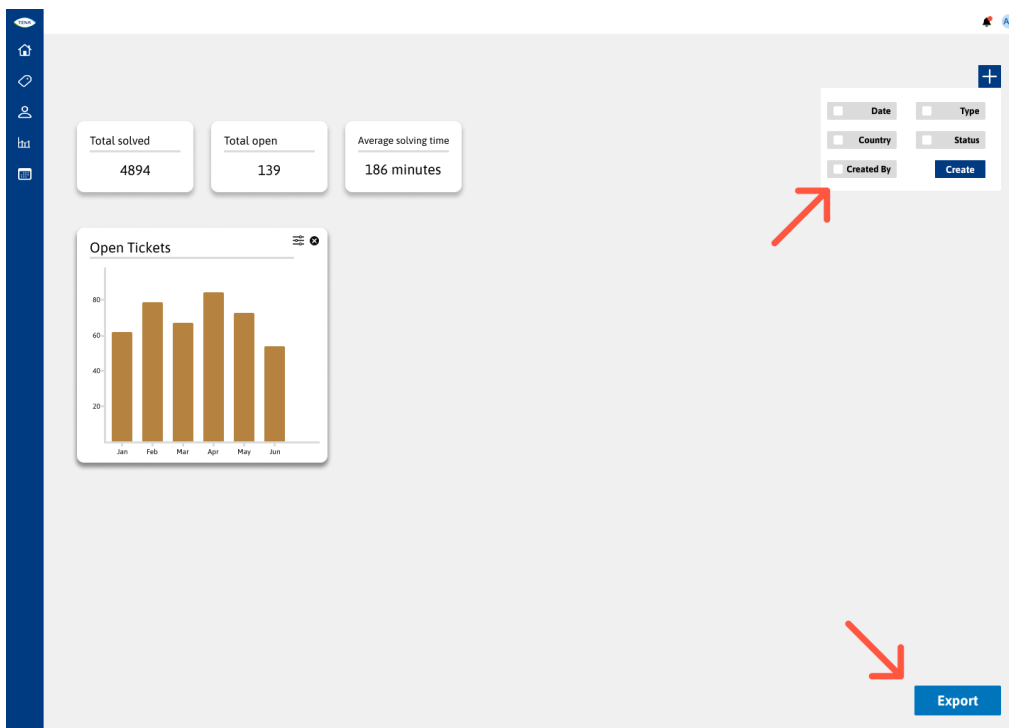 TENA
A
Date Type
Country Status
Created By Create
Total solved Total open Average solving time
4894 139 186 minutes
Open Tickets
80
60
40
20
Jan Feb Mar Apr May Jun
Export